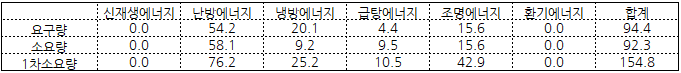 신재생에너지 난방에너지 냉방에너지 급탕에너지 조명에너지 환기에너지 합계
요구량 0.0 54.2 20.1 4.4 15.6 0.0 94.4
소요량 0.0 58.1 9.2 9.5 15.6 0.0 92.3
1차소요량 0.0 76.2 25.2 10.5 42.9 0.0 154.8